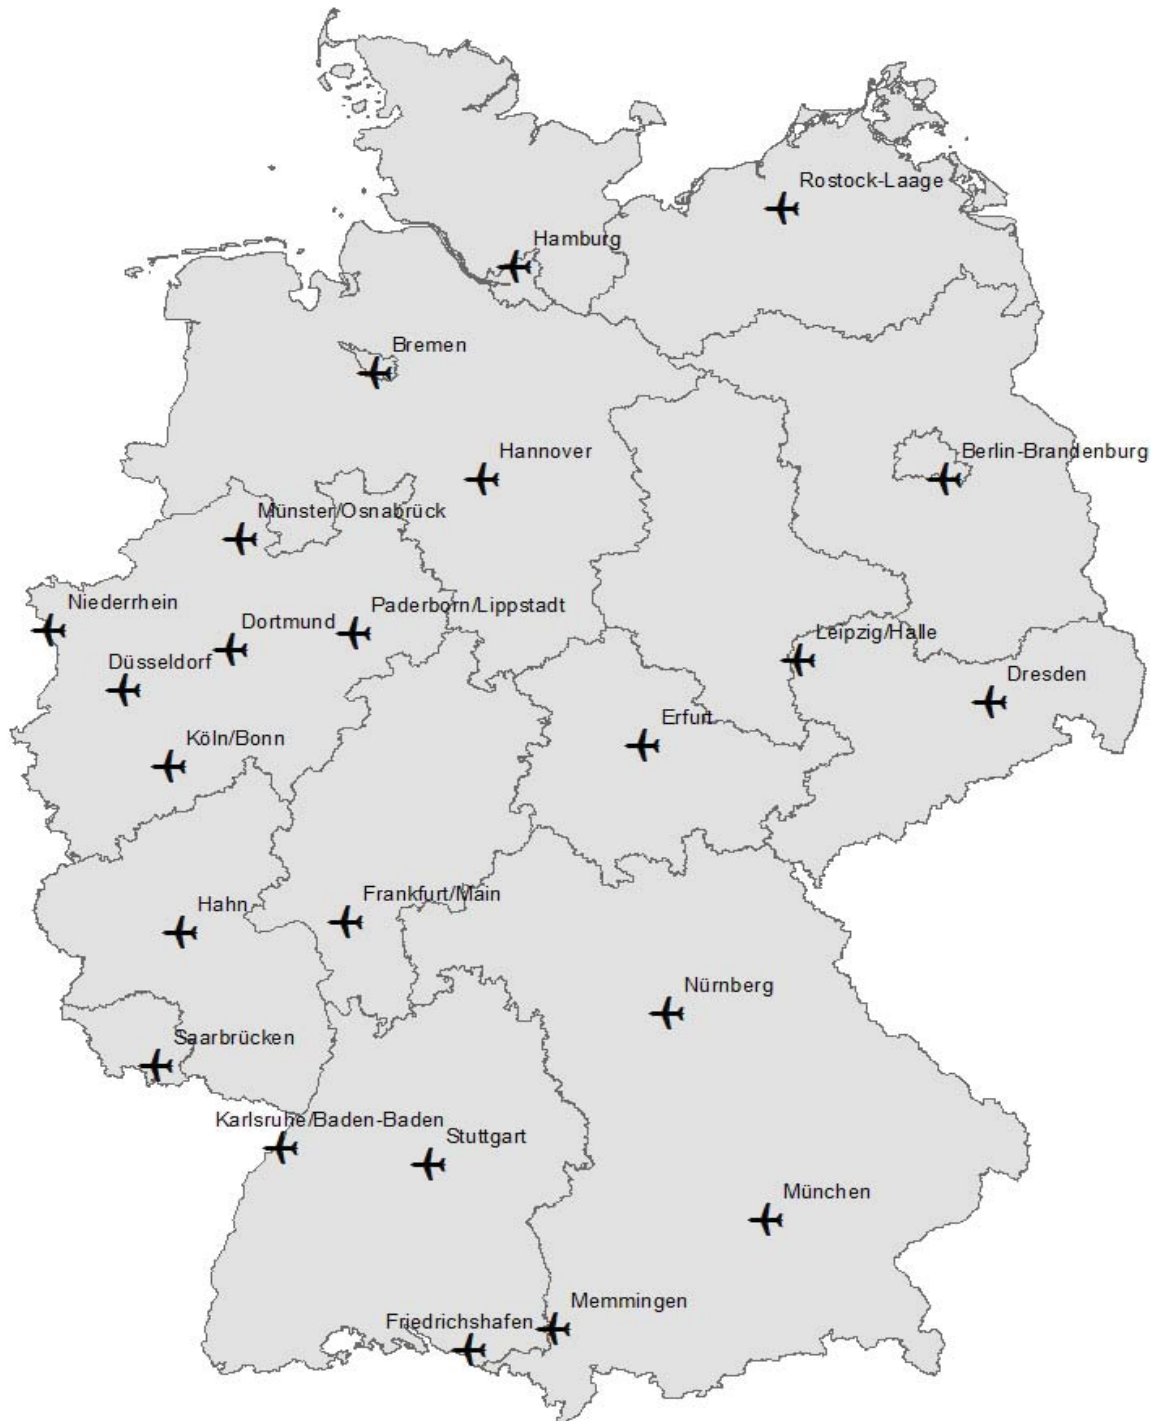 Rostock-Laage
Hamburg
Bremen
Hannover
Berlin-Brandenburg
Münster/Osnabrück
Niederrhein
Paderborn/Lippstadt
Dortmund
Leipzig/Halle
Düsseldorf
Dresden
Erfurt
Köln/Bonn
Frankfurt/Main
Hahn
Nürnberg
Saarbrücken
Karlsruhe/Baden-Baden
Stuttgart
München
Memmingen
Friedrichshafen